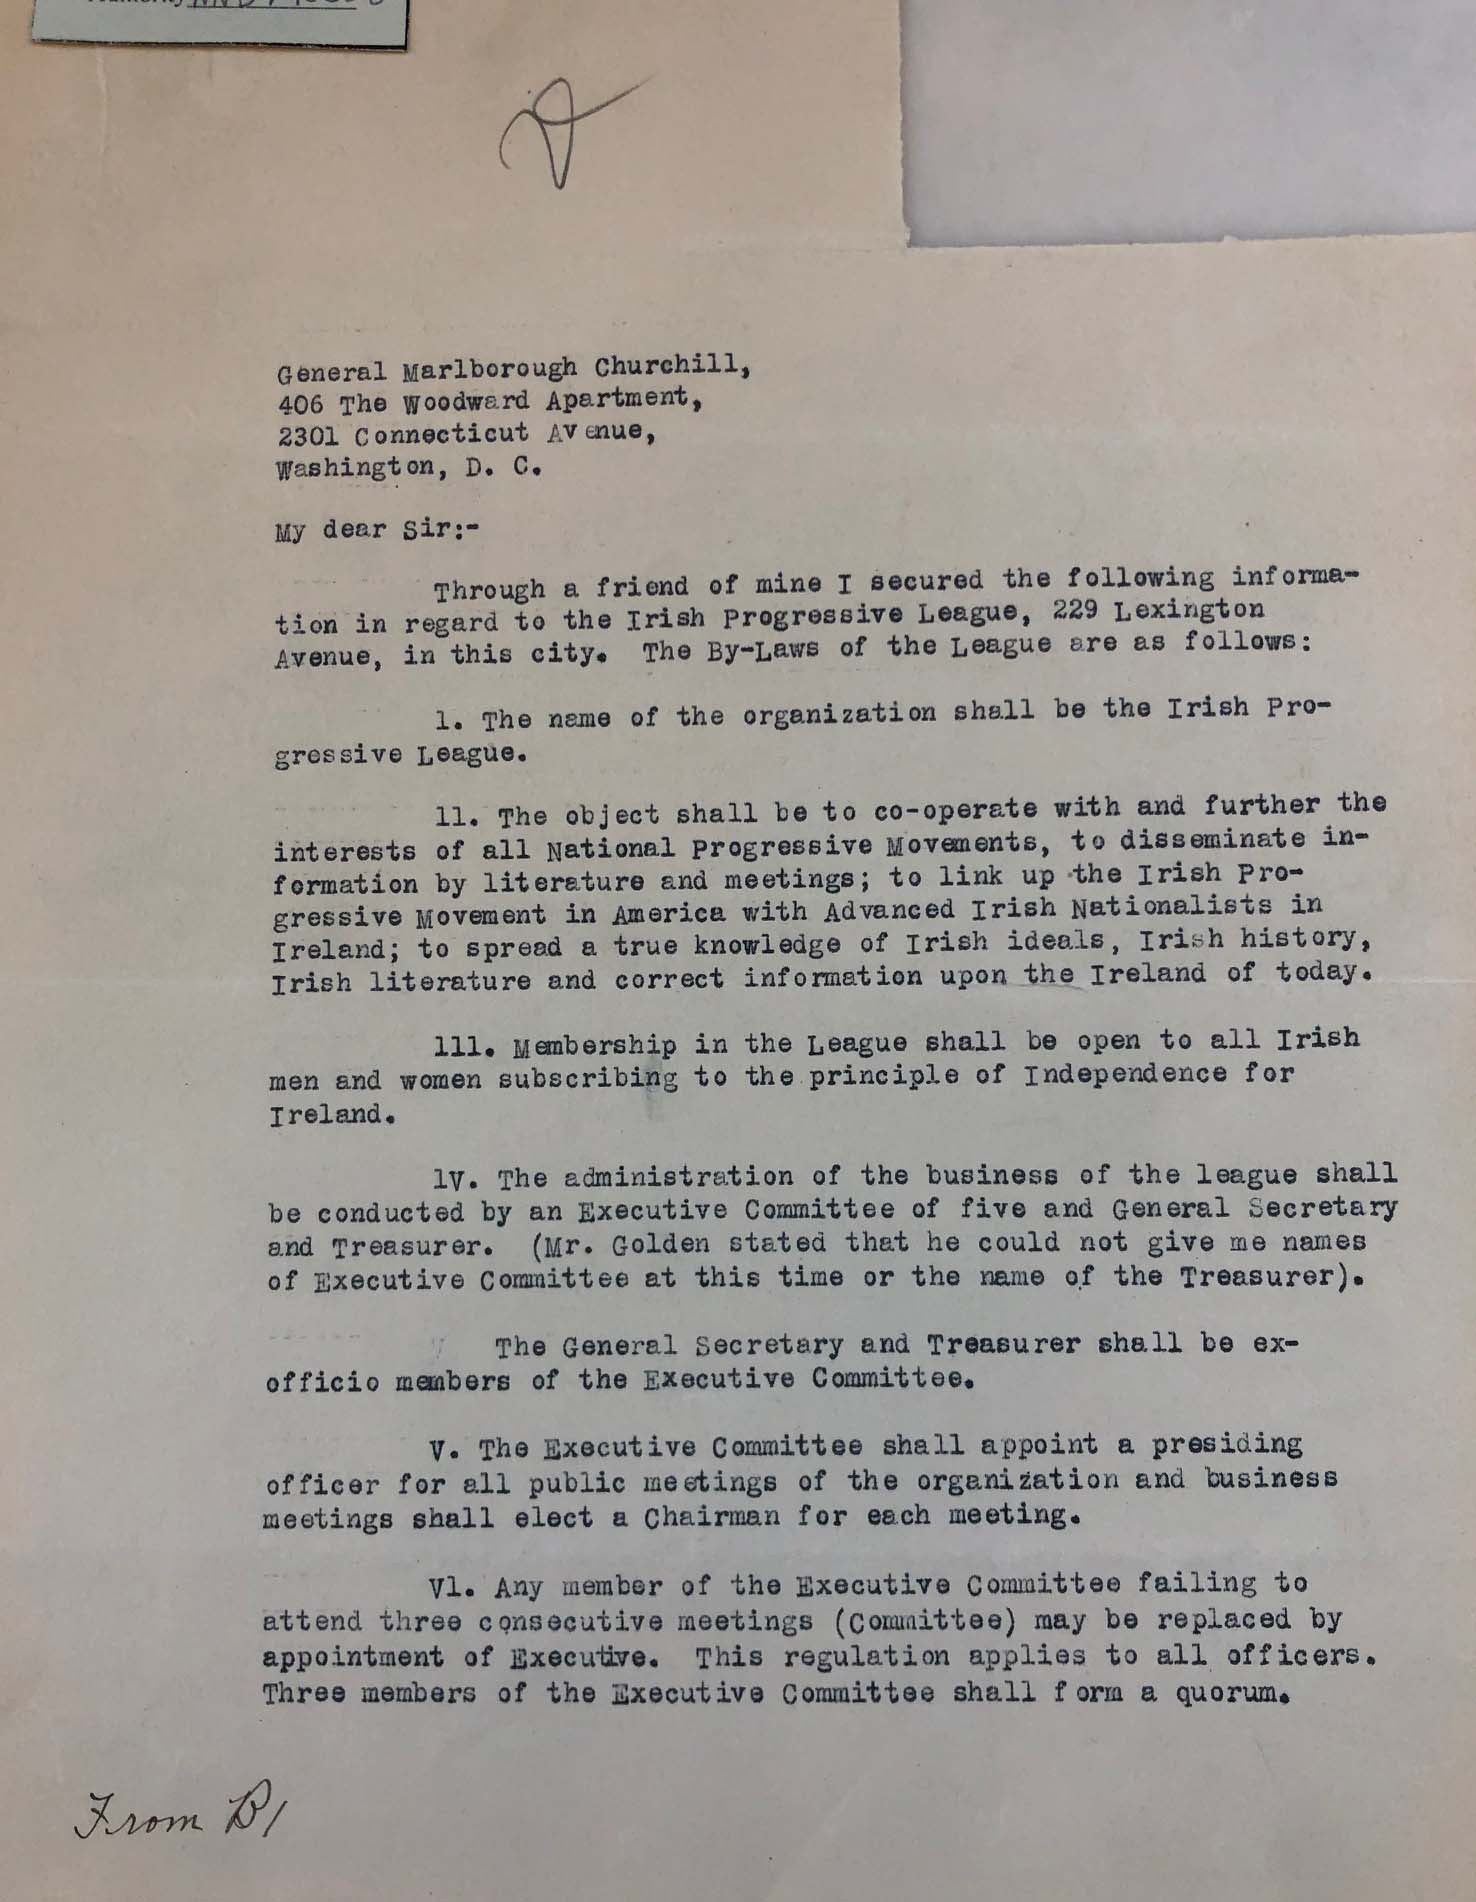 General Marlborough Churchill,
406 The Woodward Apartment,
2301 Connecticut Avenue,
Washington, D. C.
My dear Sir:-
Through a friend of mine I secured the following informa-
tion in regard to the Irish Progressive League, 229 Lexington
Avenue, in this city. The By-Laws of the League are as follows:
1. The name of the organization shall be the Irish Pro-
gressive League.
11. The object shall be to co-operate with and further the
interests of all National Progressive Movements, to disseminate in-
formation by literature and meetings; to link up the Irish Pro-
gressive Movement in America with Advanced Irish Nationalists in
Ireland; to spread a true knowledge of Irish ideals, Irish history,
Irish literature and correct information upon the Ireland of today.
111. Membership in the League shall be open to all Irish
men and women subscribing to the principle of Independence for
Ireland.
1V. The administration of the business of the league shall
be conducted by an Executive Committee of five and General Secretary
and Treasurer. (Mr. Golden stated that he could not give me names
of Executive Committee at this time or the name of the Treasurer).
The General Secretary and Treasurer shall be ex-
officio members of the Executive Committee.
V. The Executive Committee shall appoint a presiding
officer for all public meetings of the organization and business
meetings shall elect a Chairman for each meeting.
V1. Any member of the Executive Committee failing to
attend three consecutive meetings (Committee) may be replaced by
appointment of Executive. This regulation applies to all officers.
Three members of the Executive Committee shall form a quorum.
From B1